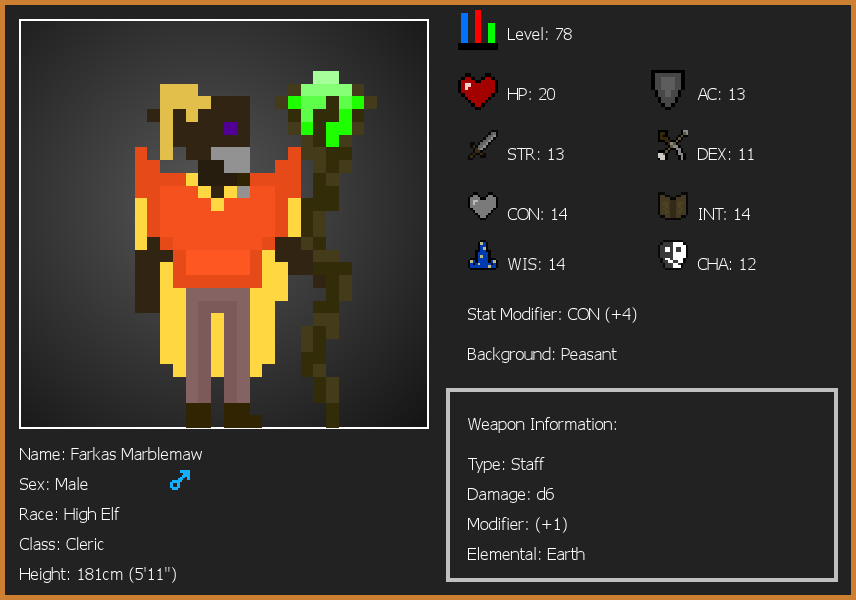 Level: 78
HP: 20 AC: 13
STR: 13 DEX: 11
CON: 14 INT: 14
WIS: 14 CHA: 12
Stat Modifier: CON (+4)
Background: Peasant
Weapon Information:
Type: Staff
Damage: d6
Modifier: (+1)
Elemental: Earth
Name: Farkas Marblemaw
Sex: Male
Race: High Elf
Class: Cleric
Height: 181cm (5'11")